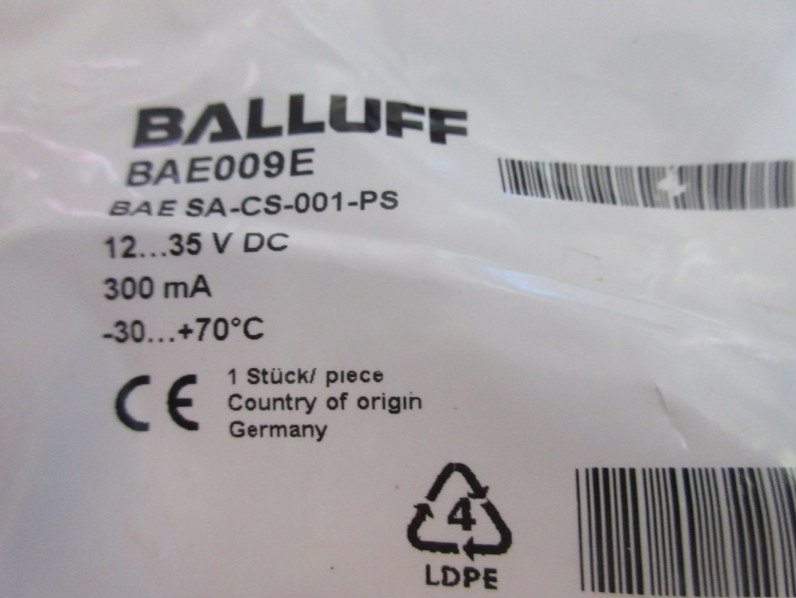 BALLUFF
BAE009E
BAE SA-CS-001-PS
12...35 V DC
300 mA
-30...+70°C
CE
1 Stück/ piece
Country of origin
Germany
4
LDPE